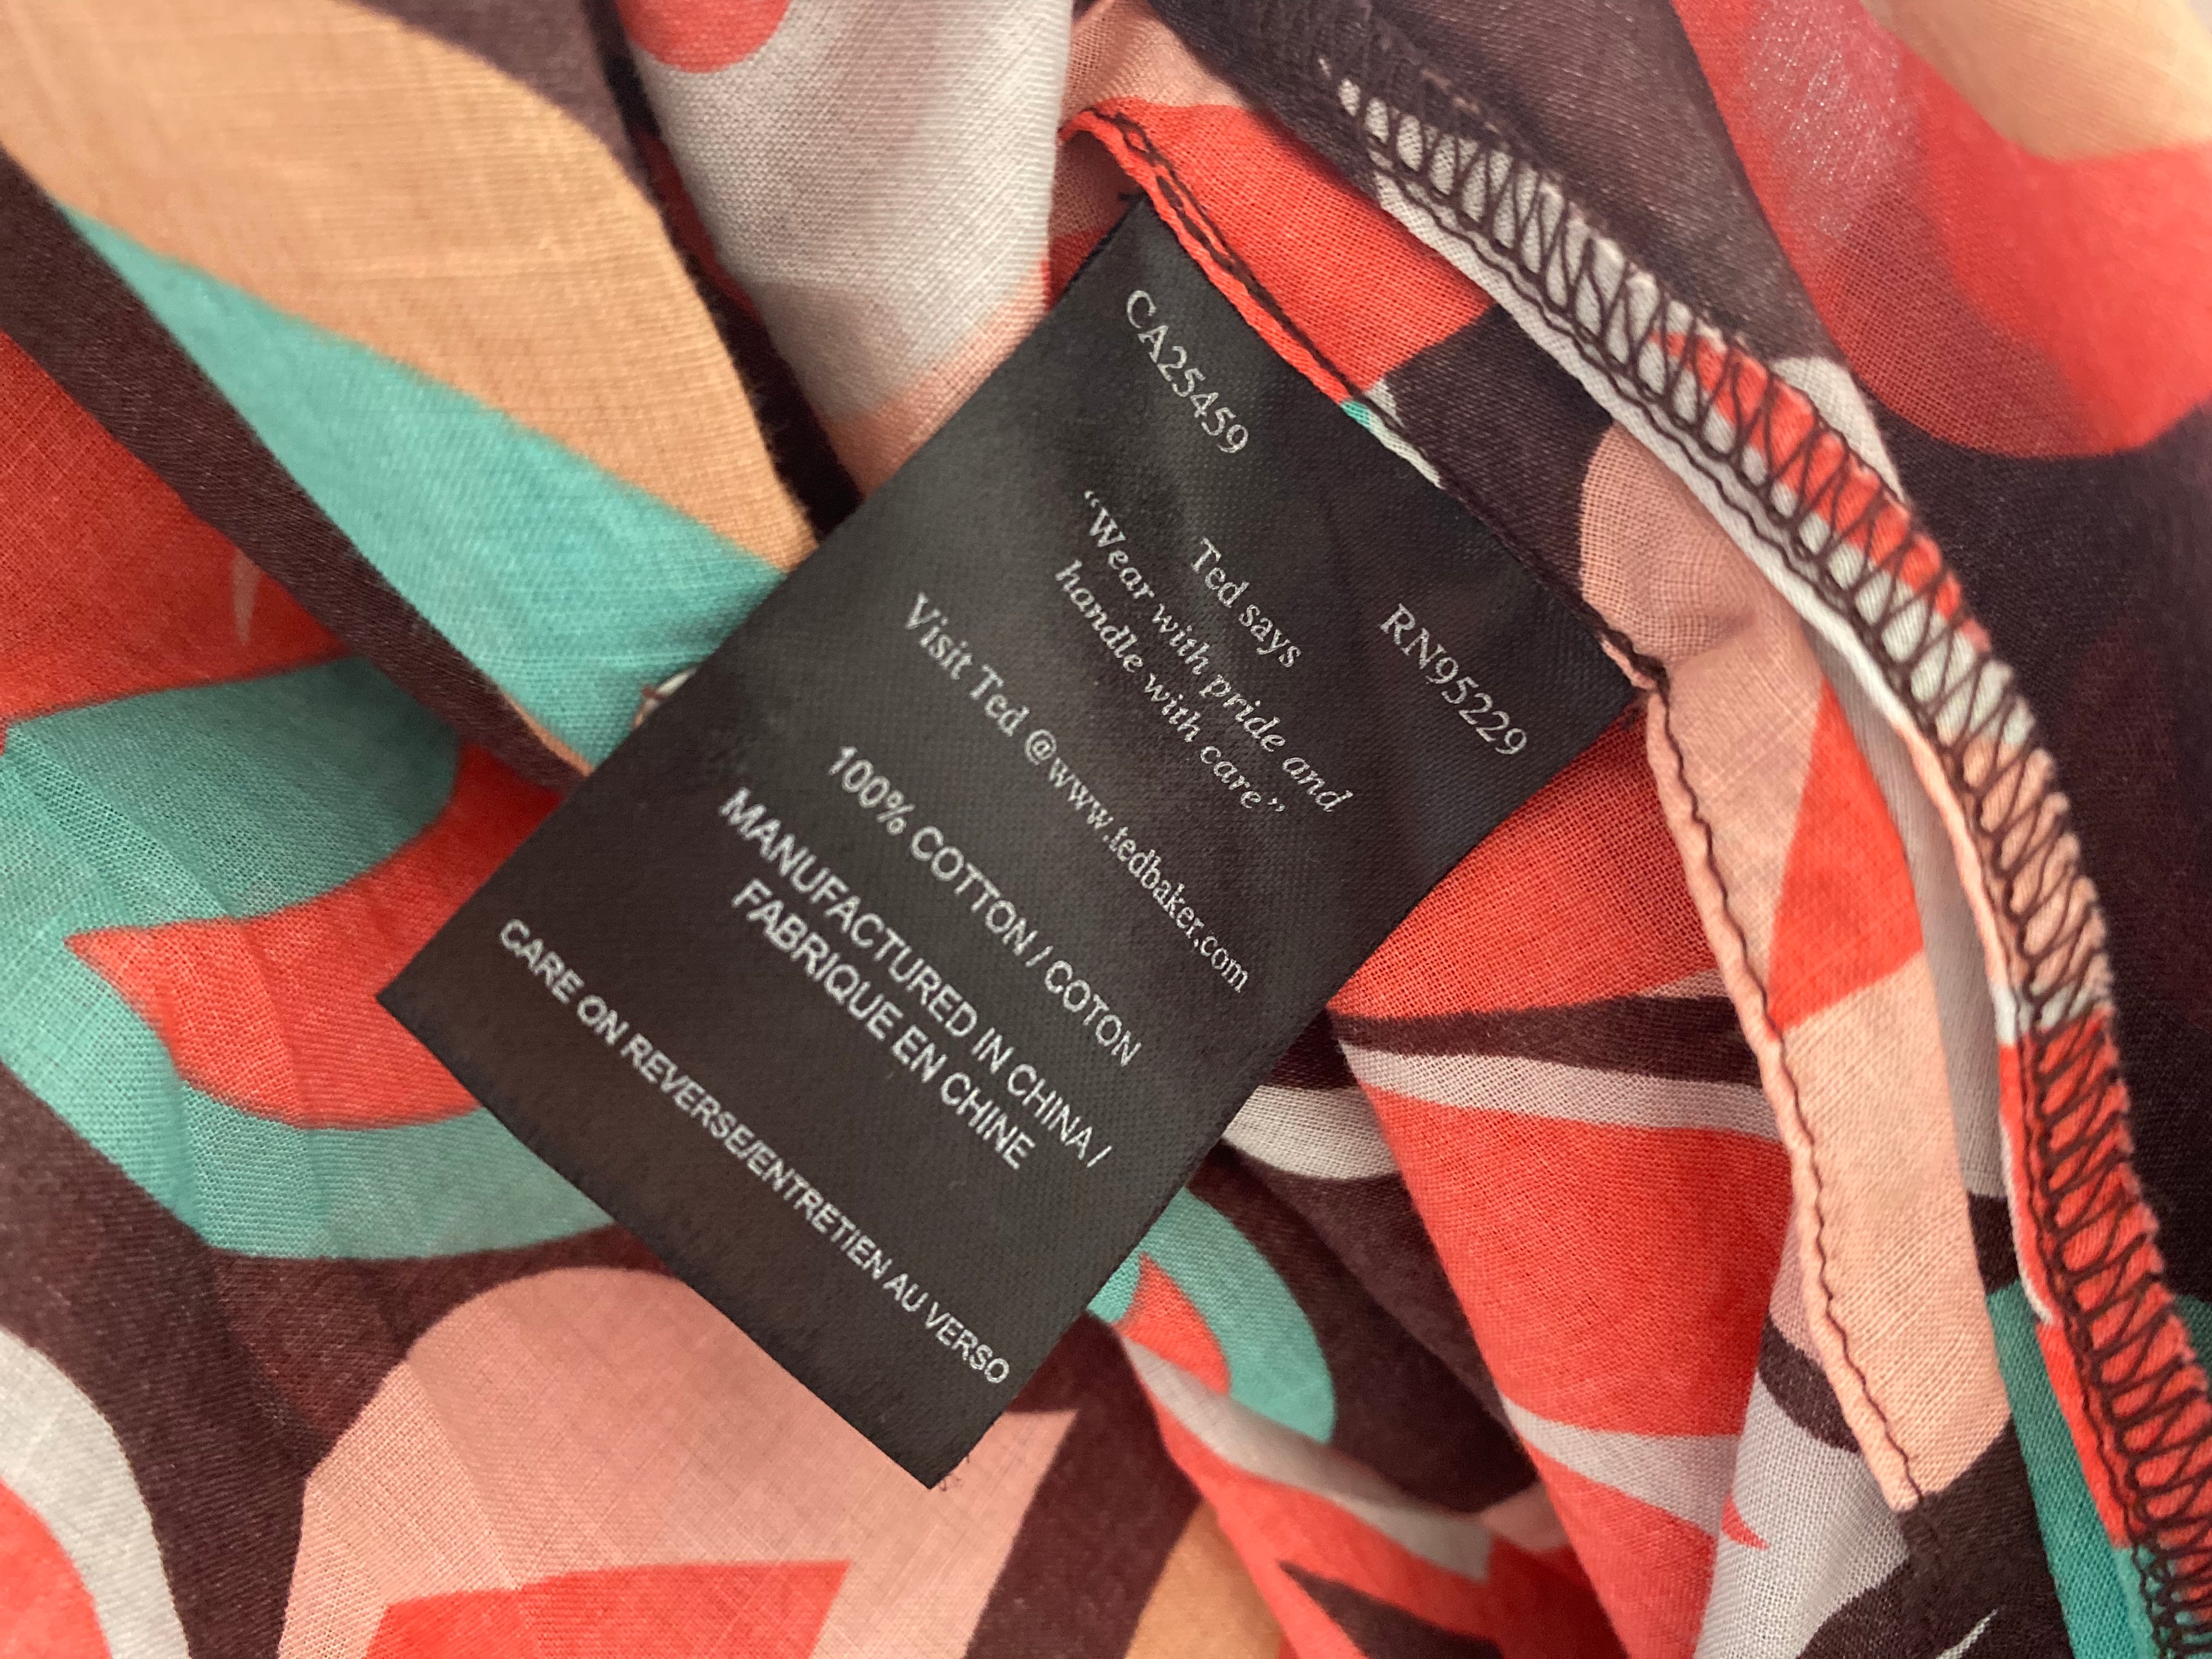 CA25459 RN95229
Ted says
“Wear with pride and
handle with care”
Visit Ted @www.tedbaker.com
100% COTTON / COTON
MANUFACTURED IN CHINA /
FABRIQUE EN CHINE
CARE ON REVERSE/ENTRETIEN AU VERSO